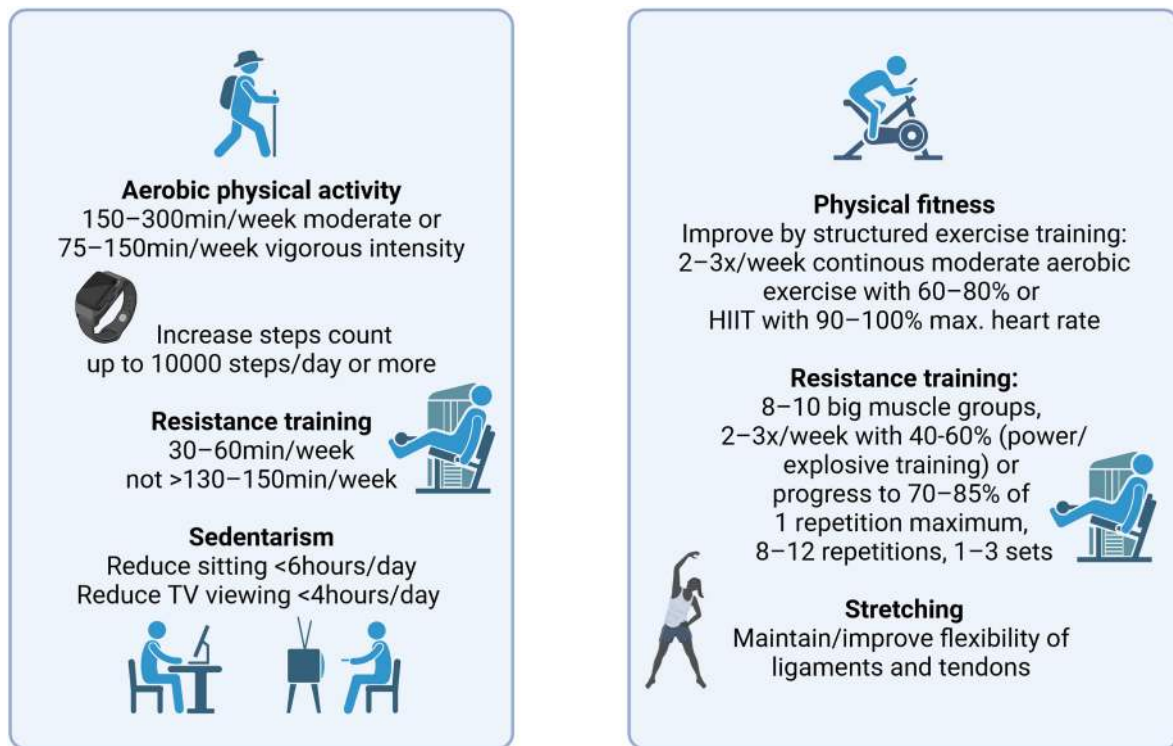 Aerobic physical activity
150–300min/week moderate or
75–150min/week vigorous intensity
Increase steps count
up to 10000 steps/day or more
Resistance training
30–60min/week
not >130–150min/week
Sedentarism
Reduce sitting <6hours/day
Reduce TV viewing <4hours/day
Physical fitness
Improve by structured exercise training:
2–3x/week continous moderate aerobic
exercise with 60–80% or
HIIT with 90–100% max. heart rate
Resistance training:
8–10 big muscle groups,
2–3x/week with 40-60% (power/
explosive training) or
progress to 70–85% of
1 repetition maximum,
8–12 repetitions, 1–3 sets
Stretching
Maintain/improve flexibility of
ligaments and tendons